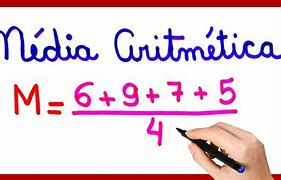 Média Aritmética
M = 6 + 9 + 7 + 5
4